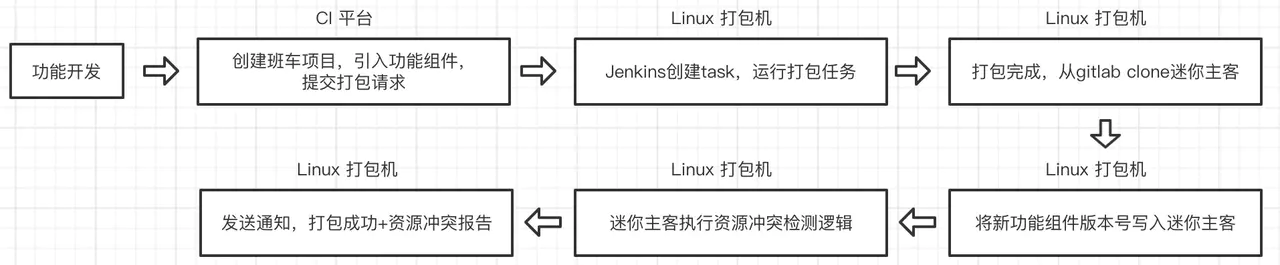 CI 平台
Linux 打包机
Linux 打包机
功能开发
创建班车项目，引入功能组件，
提交打包请求
Jenkins创建task，运行打包任务
打包完成，从gitlab clone迷你主客
Linux 打包机
Linux 打包机
Linux 打包机
发送通知，打包成功+资源冲突报告
迷你主客执行资源冲突检测逻辑
将新功能组件版本号写入迷你主客